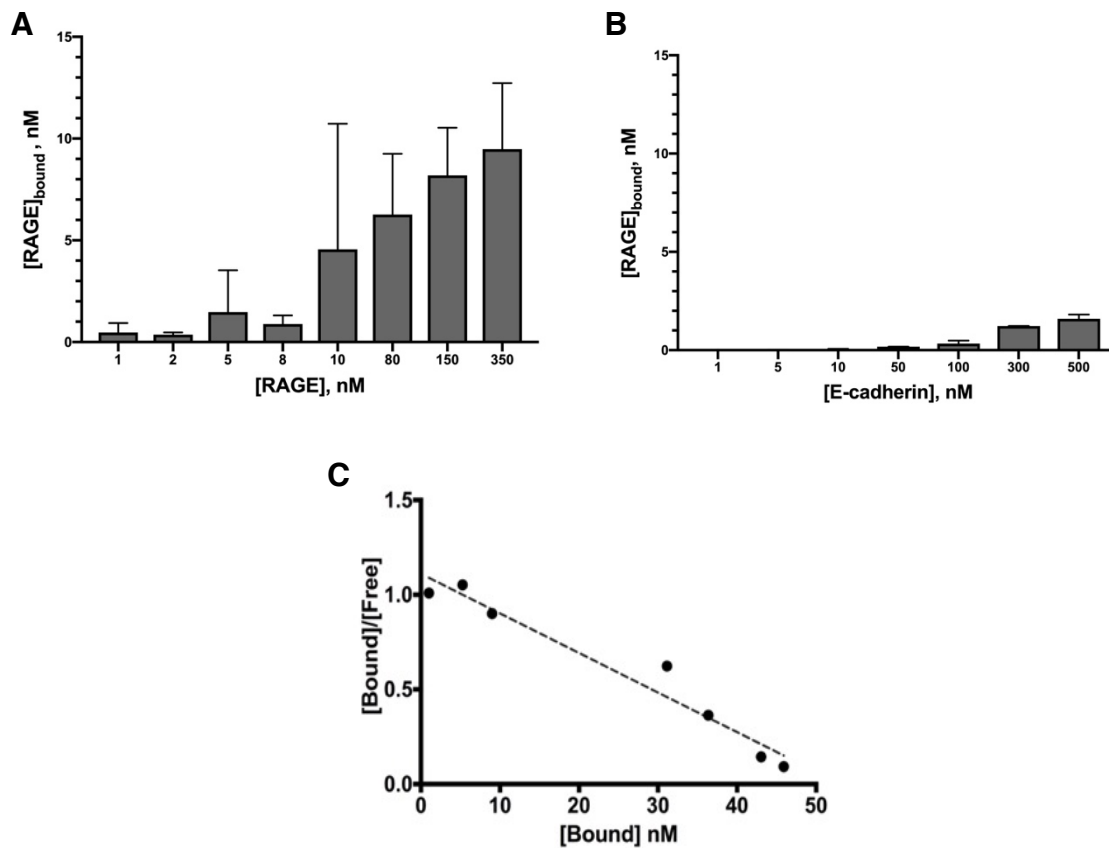 A
[RAGE]bound , nM
15
10
5
0
1 2 5 8 10 80 150 350
[RAGE], nM
B
[RAGE]bound, nM
15
10
5
0
1 5 10 50 100 300 500
[E-cadherin], nM
C
[Bound]/[Free]
1.5
1.0
0.5
0.0
0 10 20 30 40 50
[Bound] nM